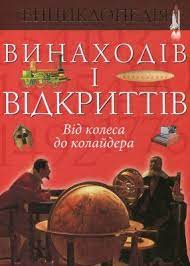 ЕНЦИКЛОПЕДІЯ
ВИНАХОДІВ
І
ВІДКРИТТІВ
Від колеса
до колайдера